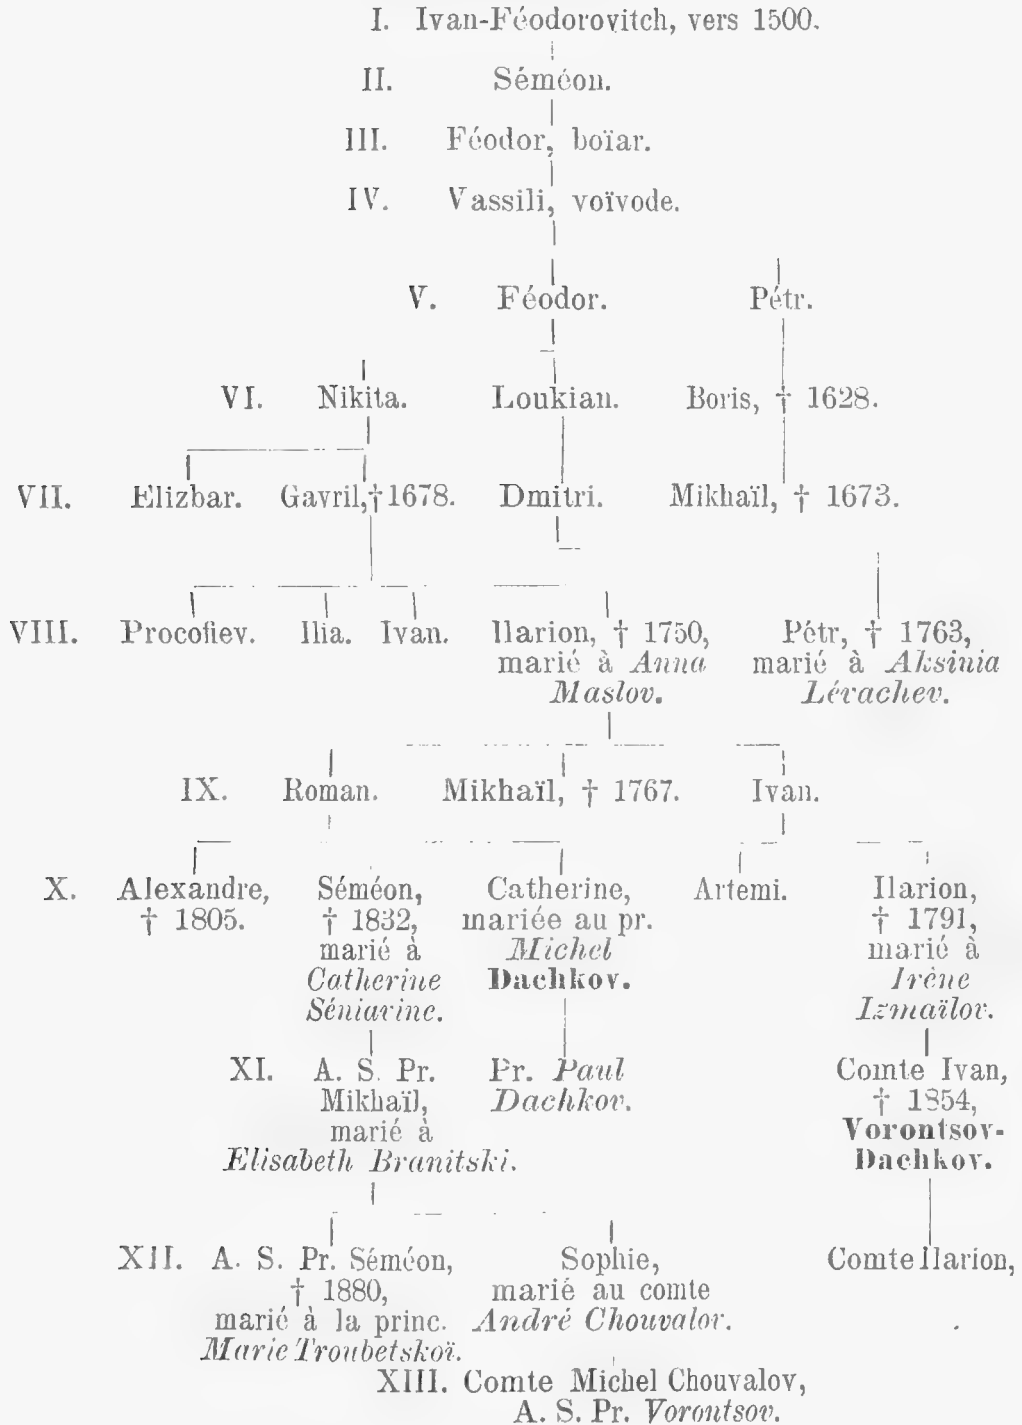 I. Ivan-Féodorovitch, vers 1500.
II. Séméon.
III. Féodor, boïar.
IV. Vassili, voïvode.
V. Féodor. Pétr.
VI. Nikita. Loukian. Boris, † 1628.
VII. Elizbar. Gavril, † 1678. Dmitri. Mikhaïl, † 1673.
VIII. Procofiev. Ilia. Ivan. Ilarion, † 1750, Pétr, † 1763,
marié à Anna marié à Aksinia
Maslov. Lévachev.
IX. Roman. Mikhaïl, † 1767. Ivan.
X. Alexandre, Séméon, Catherine, Artemi. Ilarion,
† 1805. † 1832, mariée au pr. † 1791,
marié à Michel marié à
Catherine Dachkov. Irène
Séniavine. Izmaïlov.
XI. A. S. Pr. Pr. Paul Comte Ivan,
Mikhaïl, Dachkov. † 1854,
marié à Vorontsov-
Elisabeth Branitski. Dachkov.
XII. A. S. Pr. Séméon, Sophie, Comte Ilarion,
† 1880, marié au comte
marié à la princ. André Chouvalov.
Marie Troubetskoï.
XIII. Comte Michel Chouvalov,
A. S. Pr. Vorontsov.